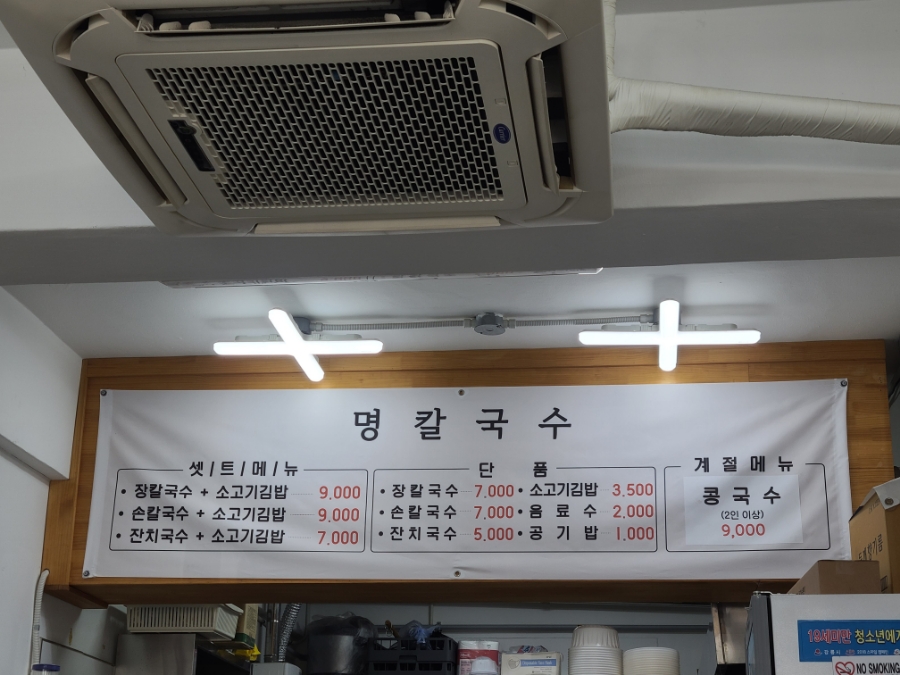 명 칼 국 수
셋/트/메/뉴
• 장칼국수 + 소고기김밥 9.000
• 손칼국수 + 소고기김밥 9.000
• 잔치국수 + 소고기김밥 7.000
단 품
• 장칼국수 7,000 • 소고기김밥 3.500
• 손칼국수 7,000 • 음료수 2,000
• 잔치국수 5,000 • 공기밥 1.000
계절메뉴
콩국수
(2인 이상)
9,000
19세미만 청소년에게
NO SMOKING